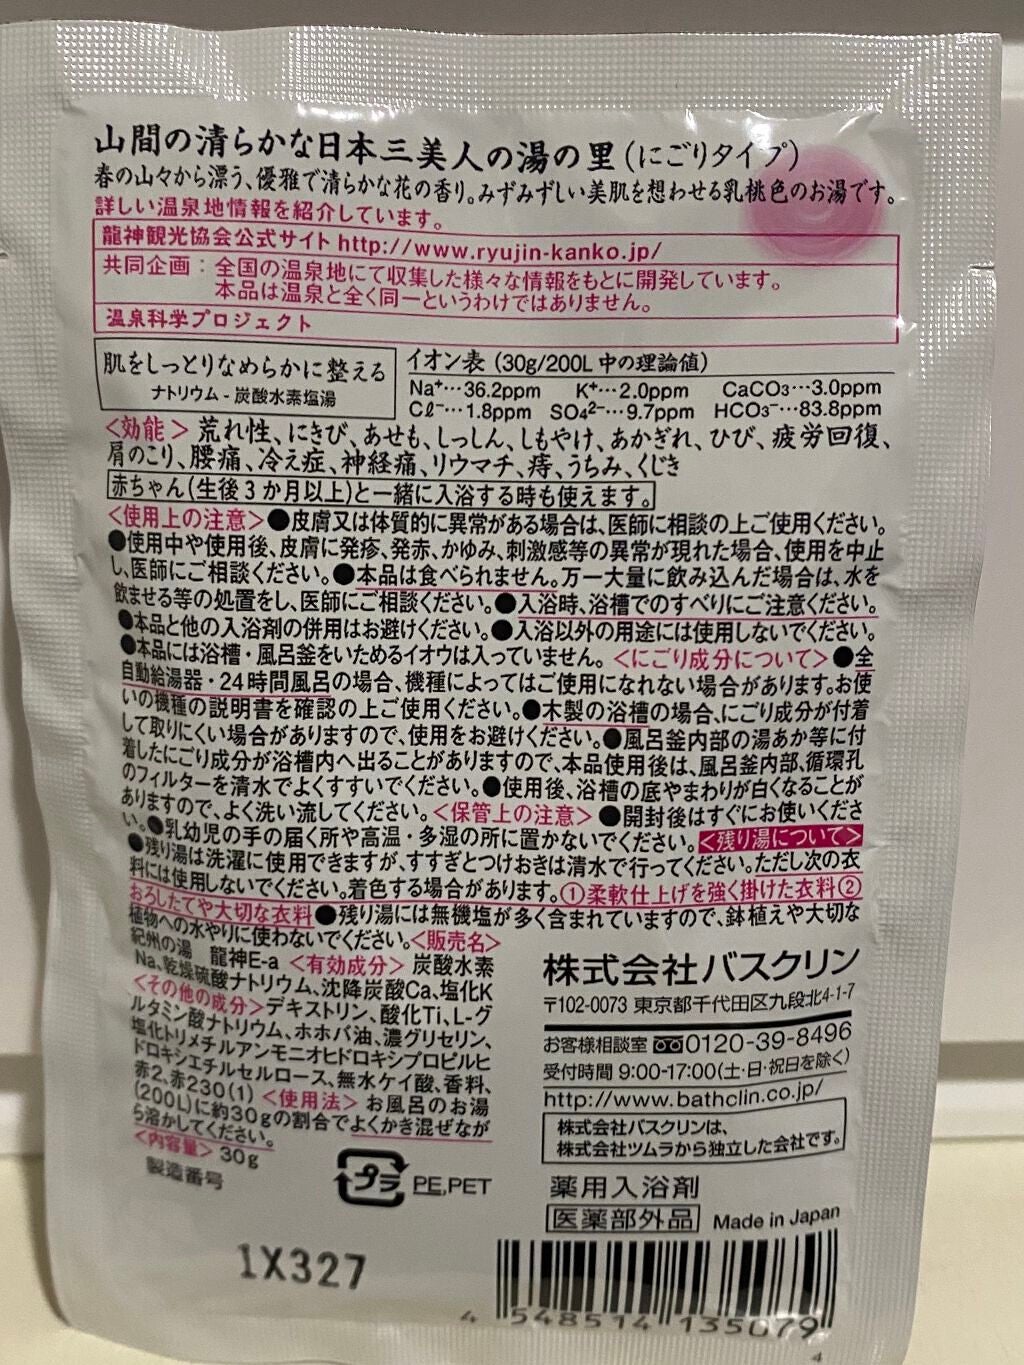 山間の清らかな日本三美人の湯の里(にごりタイプ)
春の山々から漂う、優雅で清らかな花の香り。みずみずしい美肌を想わせる乳桃色のお湯です。
詳しい温泉地情報を紹介しています。
龍神観光協会公式サイト http://www.ryujin-kanko.jp/
共同企画:全国の温泉地にて収集した様々な情報をもとに開発しています。
本品は温泉と全く同一というわけではありません。
温泉科学プロジェクト
肌をしっとりなめらかに整える
ナトリウム-炭酸水素塩湯
イオン表 (30g/200L 中の理論値)
Na⁺…36.2ppm K⁺…2.0ppm CaCO₃…3.0ppm
Cℓ⁻…1.8ppm SO₄²⁻…9.7ppm HCO₃⁻…83.8ppm
<効能> 荒れ性、にきび、あせも、しっしん、しもやけ、あかぎれ、ひび、疲労回復、
肩のこり、腰痛、冷え症、神経痛、リウマチ、痔、うちみ、くじき
赤ちゃん(生後3か月以上)と一緒に入浴する時も使えます。
<使用上の注意>●皮膚又は体質的に異常がある場合は、医師に相談の上ご使用ください。
●使用中や使用後、皮膚に発疹、発赤、かゆみ、刺激感等の異常が現れた場合、使用を中止
し、医師にご相談ください。●本品は食べられません。万一大量に飲み込んだ場合は、水を
飲ませる等の処置をし、医師にご相談ください。●入浴時、浴槽でのすべりにご注意ください。
●本品と他の入浴剤の併用はお避けください。●入浴以外の用途には使用しないでください。
●本品には浴槽・風呂釜をいためるイオウは入っていません。<にごり成分について>●全
自動給湯器・24時間風呂の場合、機種によってはご使用になれない場合があります。お使
いの機種の説明書を確認の上ご使用ください。●木製の浴槽の場合、にごり成分が付着
して取りにくい場合がありますので、使用をお避けください。●風呂釜内部の湯あか等に付
着したにごり成分が浴槽内へ出ることがありますので、本品使用後は、風呂釜内部、循環孔
のフィルターを清水でよくすすいでください。●使用後、浴槽の底やまわりが白くなることが
ありますので、よく洗い流してください。<保管上の注意>●開封後はすぐにお使いくださ
い。●乳幼児の手の届く所や高温・多湿の所に置かないでください。<残り湯について>
●残り湯は洗濯に使用できますが、すすぎとつけおきは清水で行ってください。ただし次の衣
料には使用しないでください。着色する場合があります。①柔軟仕上げを強く掛けた衣料②
おろしたてや大切な衣料●残り湯には無機塩が多く含まれていますので、鉢植えや大切な
植物への水やりに使わないでください。<販売名>
紀州の湯 龍神E-a <有効成分> 炭酸水素
Na、乾燥硫酸ナトリウム、沈降炭酸Ca、塩化K
<その他の成分>デキストリン、酸化Ti、L-グ
ルタミン酸ナトリウム、ホホバ油、濃グリセリン、
塩化トリメチルアンモニオヒドロキシプロピルヒ
ドロキシエチルセルロース、無水ケイ酸、香料、
赤2、赤230(1) <使用法> お風呂のお湯
(200L)に約30gの割合でよくかき混ぜなが
ら溶かしてください。
<内容量> 30g
製造番号
プラ PE,PET
1X327
株式会社バスクリン
〒102-0073 東京都千代田区九段北4-1-7
お客様相談室 0120-39-8496
受付時間 9:00-17:00(土・日・祝日を除く)
http://www.bathclin.co.jp/
株式会社バスクリンは、
株式会社ツムラから独立した会社です。
薬用入浴剤
医薬部外品 Made in Japan
4 548514 135079
4